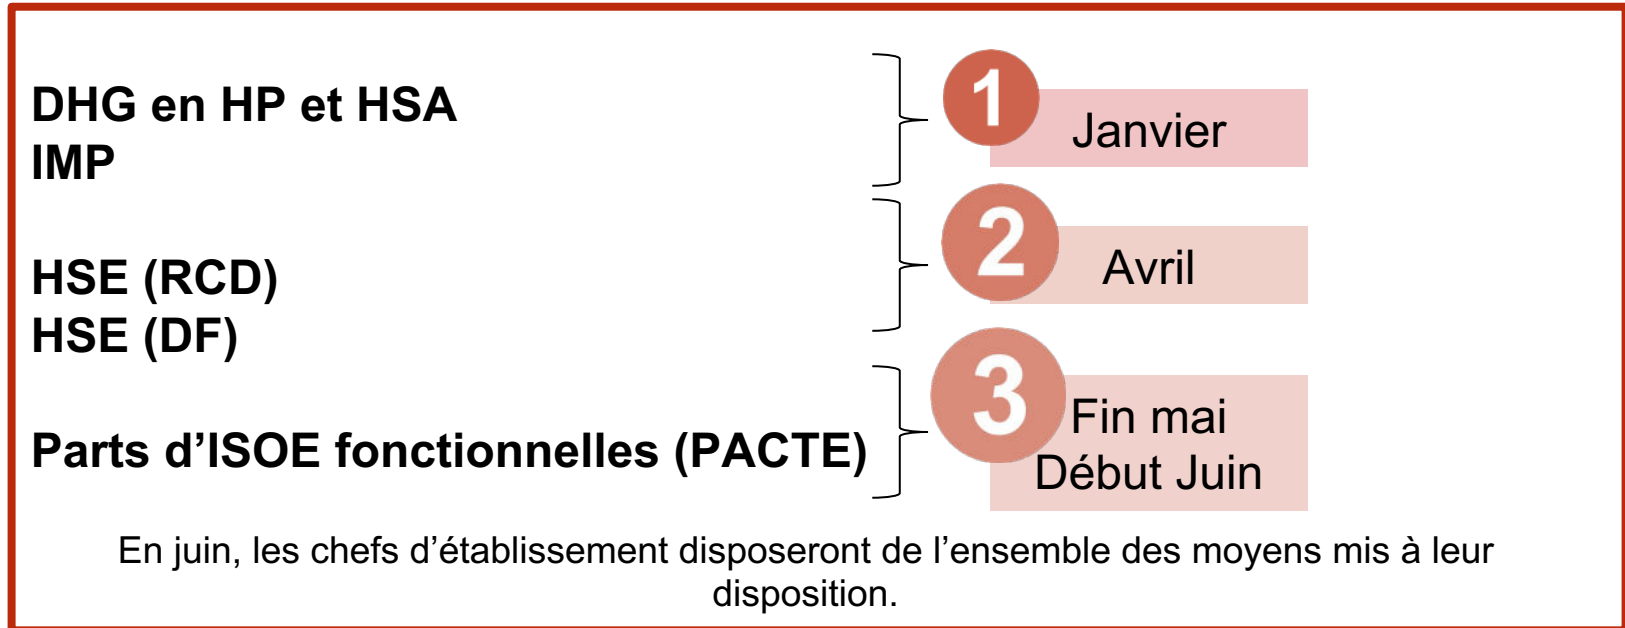 DHG en HP et HSA
IMP
1
Janvier
HSE (RCD)
HSE (DF)
2
Avril
Parts d’ISOE fonctionnelles (PACTE)
3
Fin mai
Début Juin
En juin, les chefs d’établissement disposeront de l’ensemble des moyens mis à leur
disposition.